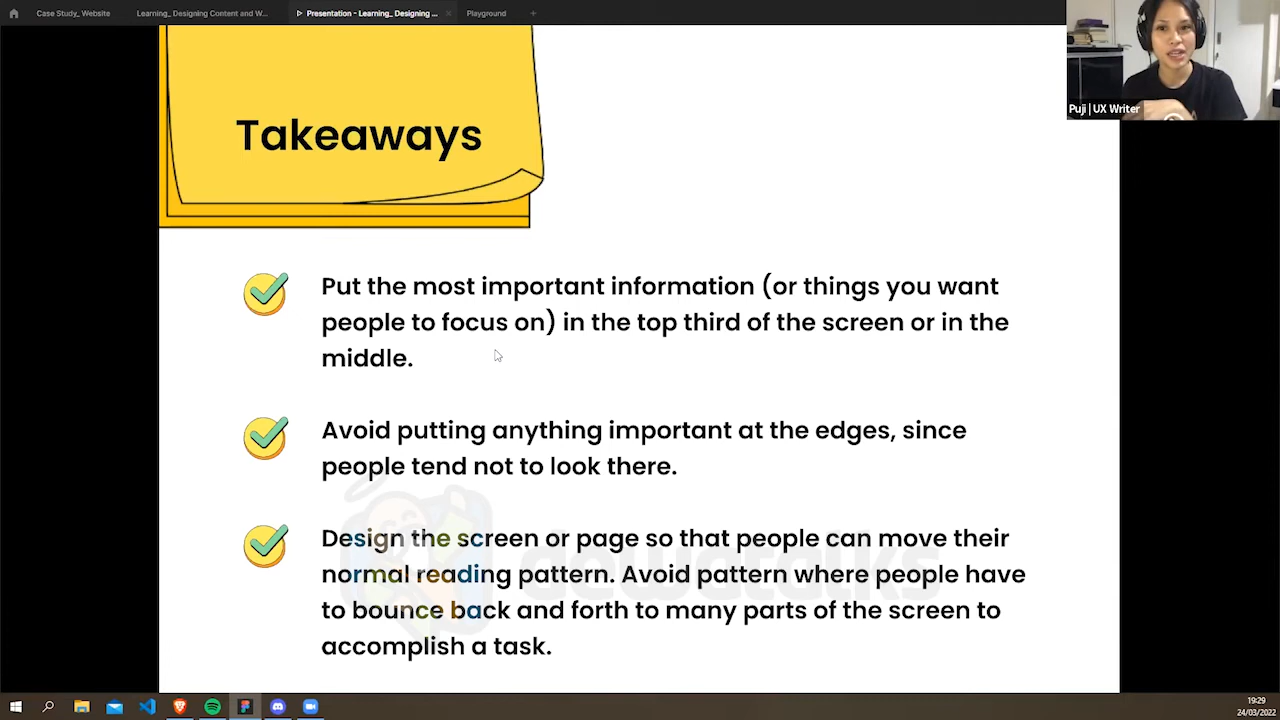 Case Study_ Website
Learning_ Designing Content and W...
Presentation - Learning_ Designing ...
Playground
Puji | UX Writer
Takeaways
Put the most important information (or things you want
people to focus on) in the top third of the screen or in the
middle.
Avoid putting anything important at the edges, since
people tend not to look there.
Design the screen or page so that people can move their
normal reading pattern. Avoid pattern where people have
to bounce back and forth to many parts of the screen to
accomplish a task.
dewatalks
19:29
24/03/2022